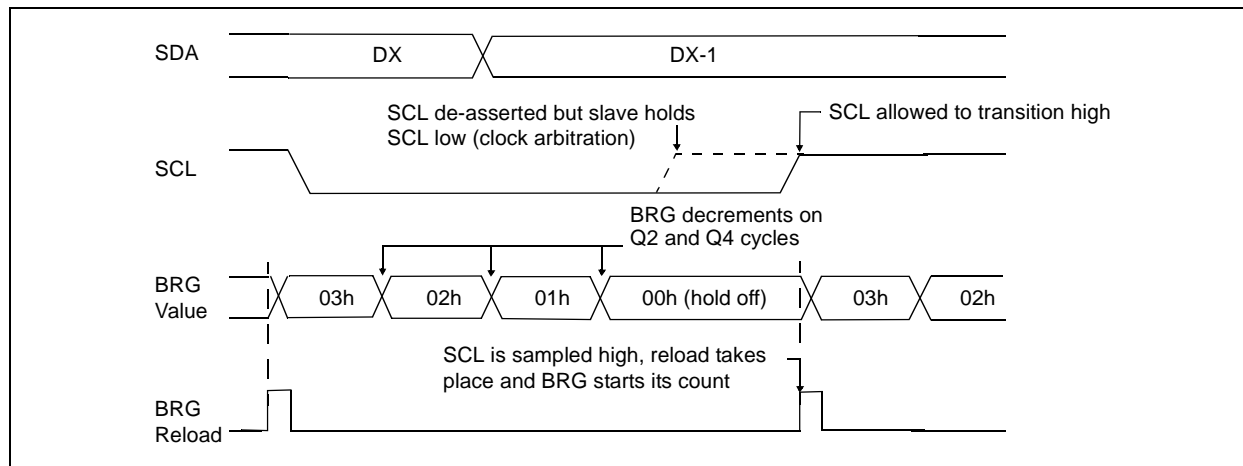 SDA
DX
DX-1
SCL de-asserted but slave holds
SCL low (clock arbitration)
SCL allowed to transition high
SCL
BRG decrements on
Q2 and Q4 cycles
BRG
Value
03h
02h
01h
00h (hold off)
03h
02h
SCL is sampled high, reload takes
place and BRG starts its count
BRG
Reload